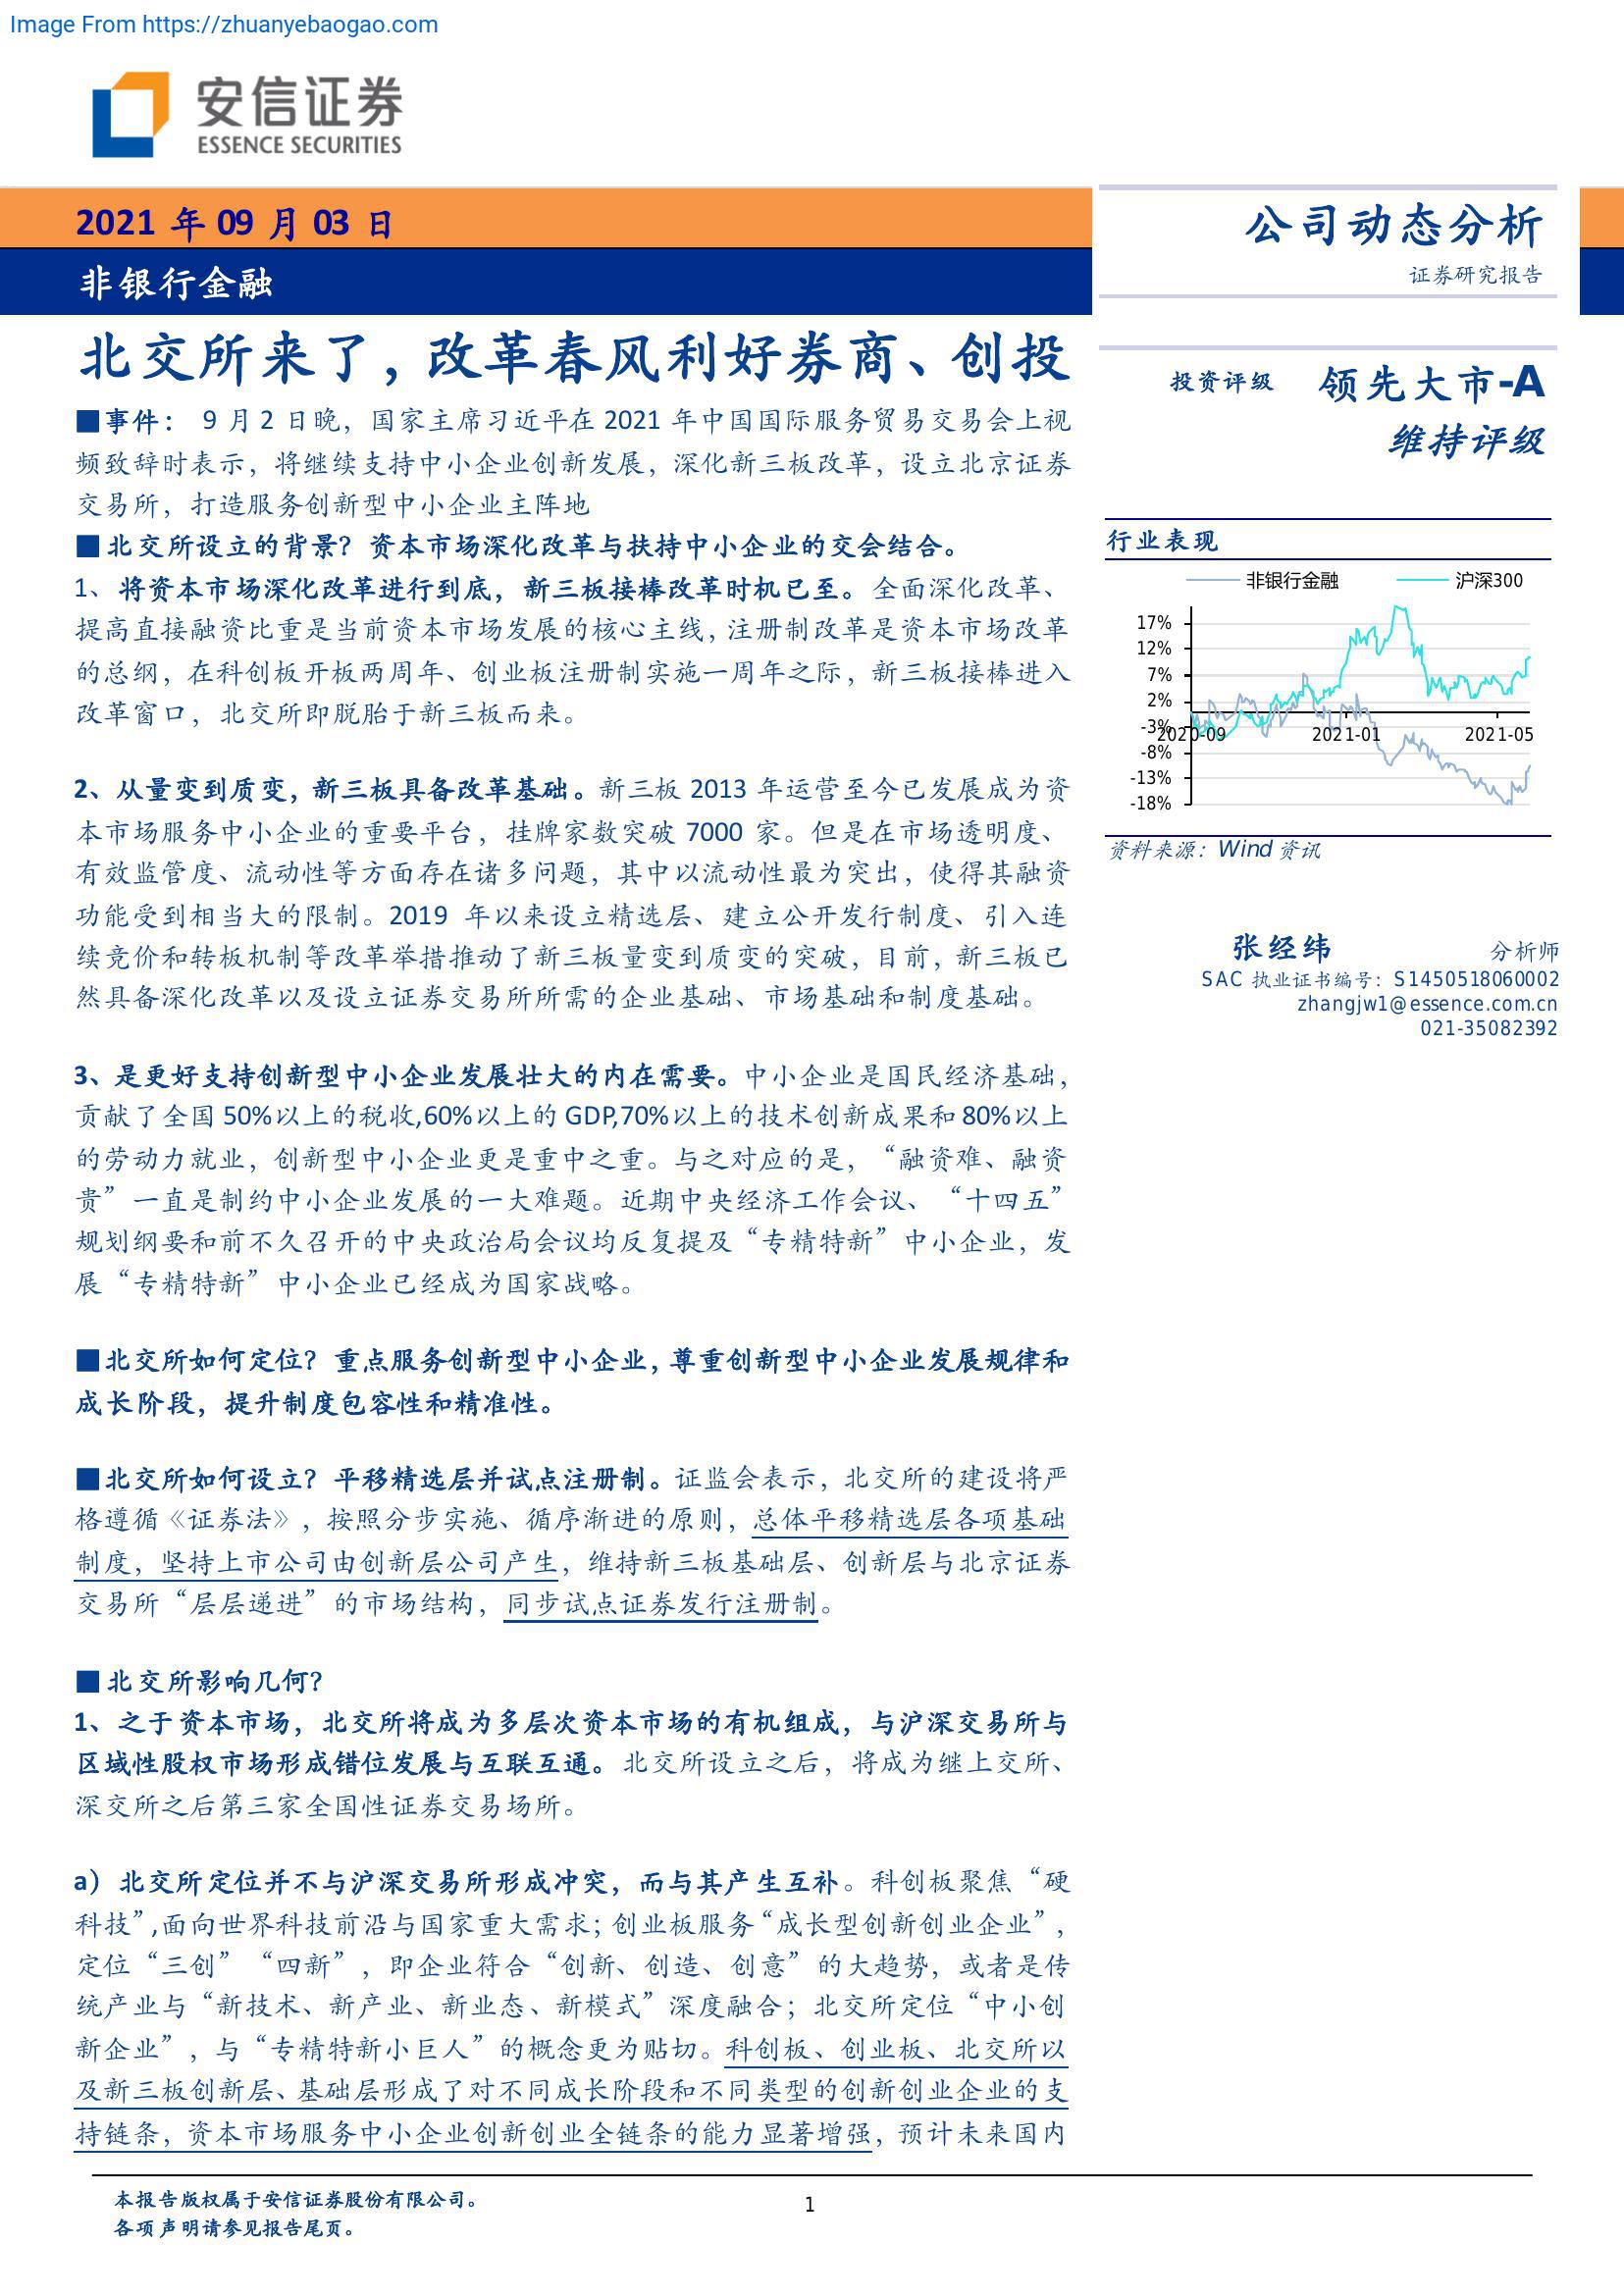 Image From https://zhuanyebaogao.com
安信证券
ESSENCE SECURITIES
2021 年 09 月 03 日
非银行金融
公司动态分析
证券研究报告
北交所来了，改革春风利好券商、创投
■事件： 9 月 2 日晚，国家主席习近平在 2021 年中国国际服务贸易交易会上视
频致辞时表示，将继续支持中小企业创新发展，深化新三板改革，设立北京证券
交易所，打造服务创新型中小企业主阵地
■北交所设立的背景？资本市场深化改革与扶持中小企业的交会结合。
1、将资本市场深化改革进行到底，新三板接棒改革时机已至。全面深化改革、
提高直接融资比重是当前资本市场发展的核心主线，注册制改革是资本市场改革
的总纲，在科创板开板两周年、创业板注册制实施一周年之际，新三板接棒进入
改革窗口，北交所即脱胎于新三板而来。
2、从量变到质变，新三板具备改革基础。新三板 2013 年运营至今已发展成为资
本市场服务中小企业的重要平台，挂牌家数突破 7000 家。但是在市场透明度、
有效监管度、流动性等方面存在诸多问题，其中以流动性最为突出，使得其融资
功能受到相当大的限制。2019 年以来设立精选层、建立公开发行制度、引入连
续竞价和转板机制等改革举措推动了新三板量变到质变的突破，目前，新三板已
然具备深化改革以及设立证券交易所所需的企业基础、市场基础和制度基础。
3、是更好支持创新型中小企业发展壮大的内在需要。中小企业是国民经济基础，
贡献了全国 50%以上的税收,60%以上的 GDP,70%以上的技术创新成果和 80%以上
的劳动力就业，创新型中小企业更是重中之重。与之对应的是，“融资难、融资
贵”一直是制约中小企业发展的一大难题。近期中央经济工作会议、“十四五”
规划纲要和前不久召开的中央政治局会议均反复提及“专精特新”中小企业，发
展“专精特新”中小企业已经成为国家战略。
■北交所如何定位？重点服务创新型中小企业，尊重创新型中小企业发展规律和
成长阶段，提升制度包容性和精准性。
■北交所如何设立？平移精选层并试点注册制。证监会表示，北交所的建设将严
格遵循《证券法》，按照分步实施、循序渐进的原则，总体平移精选层各项基础
制度，坚持上市公司由创新层公司产生，维持新三板基础层、创新层与北京证券
交易所“层层递进”的市场结构，同步试点证券发行注册制。
■北交所影响几何？
1、之于资本市场，北交所将成为多层次资本市场的有机组成，与沪深交易所与
区域性股权市场形成错位发展与互联互通。北交所设立之后，将成为继上交所、
深交所之后第三家全国性证券交易场所。
a）北交所定位并不与沪深交易所形成冲突，而与其产生互补。科创板聚焦“硬
科技”,面向世界科技前沿与国家重大需求；创业板服务“成长型创新创业企业”，
定位“三创”“四新”，即企业符合“创新、创造、创意”的大趋势，或者是传
统产业与“新技术、新产业、新业态、新模式”深度融合；北交所定位“中小创
新企业”，与“专精特新小巨人”的概念更为贴切。科创板、创业板、北交所以
及新三板创新层、基础层形成了对不同成长阶段和不同类型的创新创业企业的支
持链条，资本市场服务中小企业创新创业全链条的能力显著增强，预计未来国内
投资评级 领先大市-A
维持评级
行业表现
非银行金融 沪深300
17%
12%
7%
2%
-3%
-8%
-13%
-18%
2020-09 2021-01 2021-05
资料来源：Wind 资讯
张经纬 分析师
SAC 执业证书编号：S1450518060002
zhangjw1@essence.com.cn
021-35082392
本报告版权属于安信证券股份有限公司。
各项声明请参见报告尾页。
1